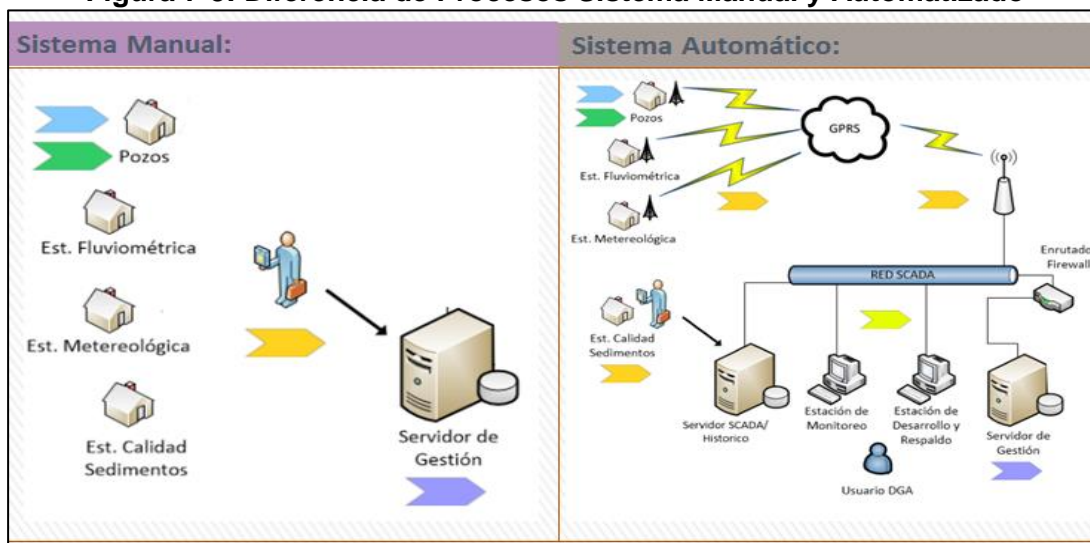 Sistema Manual:
Pozos
Est. Fluviométrica
Est. Metereológica
Est. Calidad
Sedimentos
Servidor de
Gestión
Sistema Automático:
Pozos
GPRS
Est. Fluviométrica
Est. Metereológica
Enrutado
Firewall
RED SCADA
Est. Calidad
Sedimentos
Servidor SCADA/
Historico
Estación de
Monitoreo
Estación de
Desarrollo y
Respaldo
Servidor de
Gestión
Usuario DGA